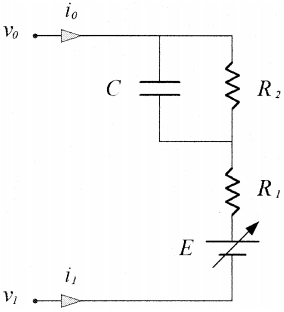 i₀
v₀
C
R₂
R₁
E
i₁
v₁